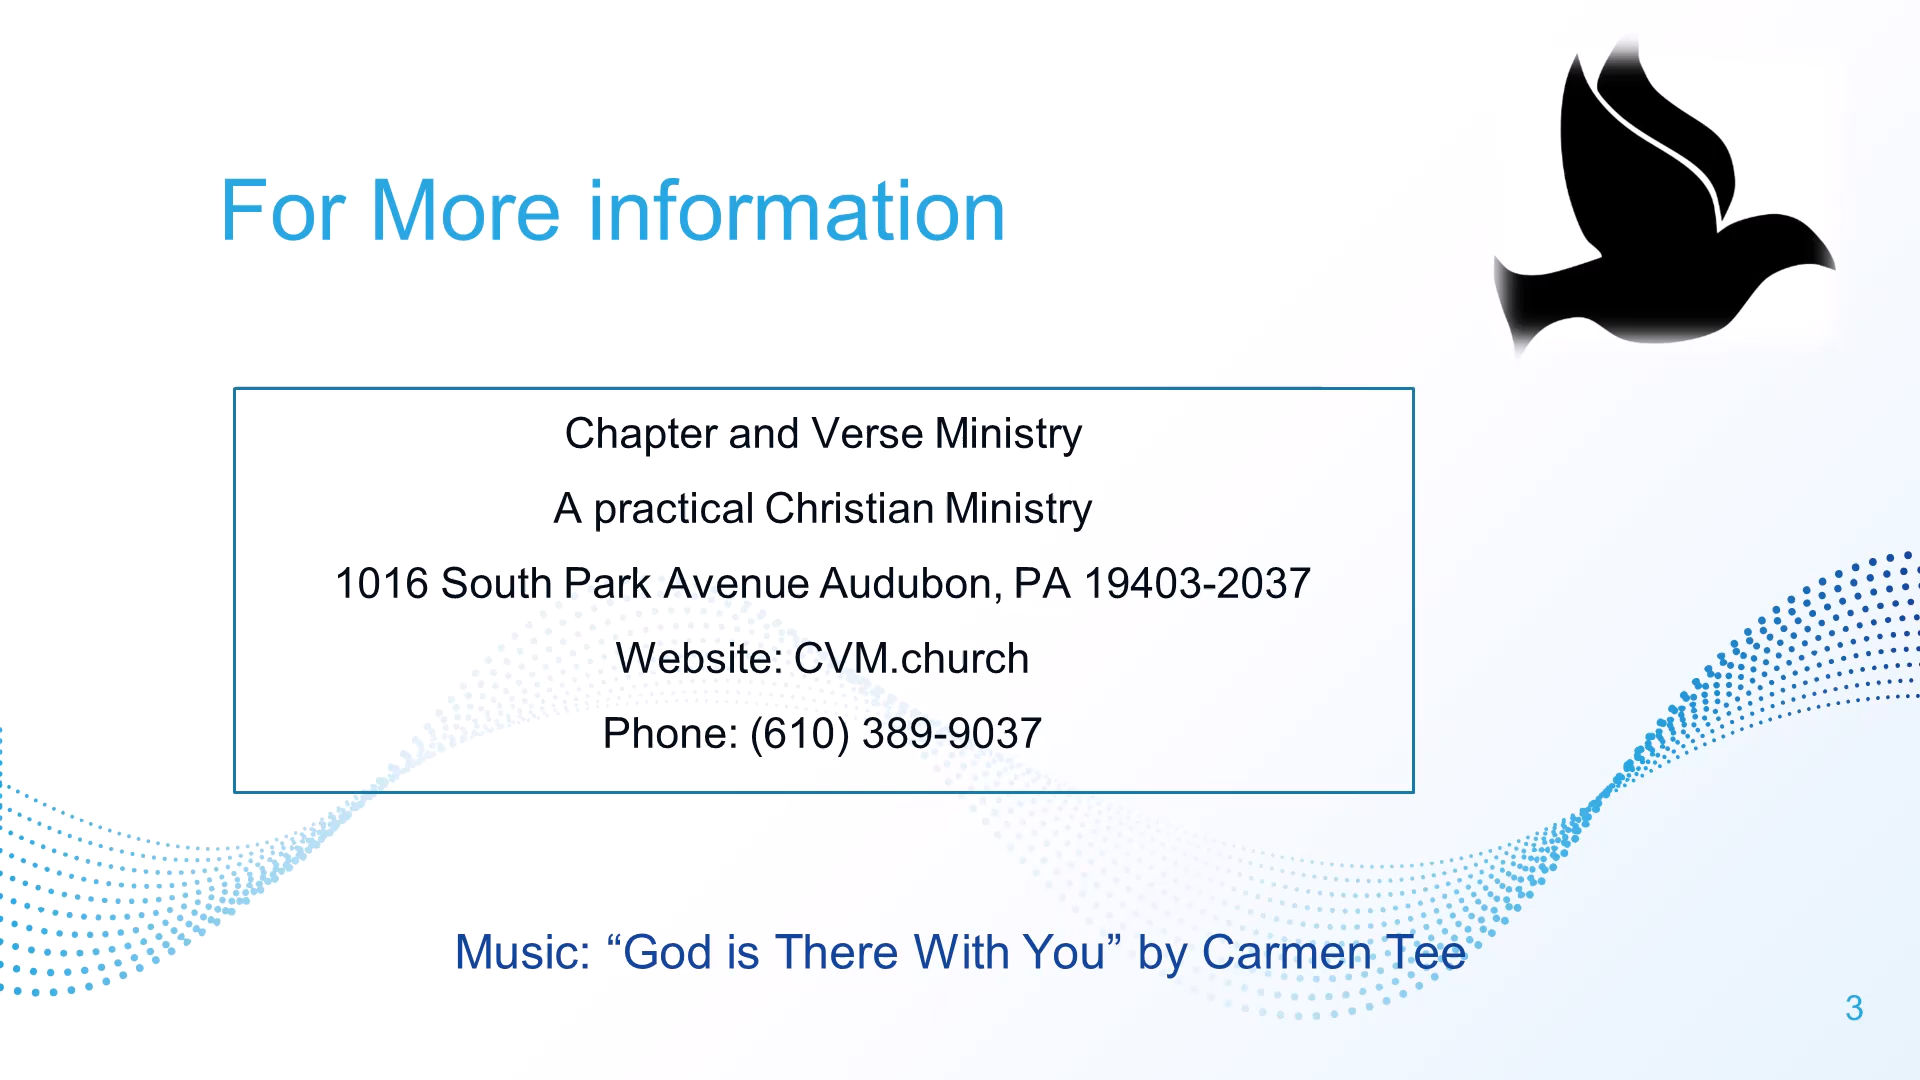 For More information
Chapter and Verse Ministry
A practical Christian Ministry
1016 South Park Avenue Audubon, PA 19403-2037
Website: CVM.church
Phone: (610) 389-9037
Music: “God is There With You” by Carmen Tee
3